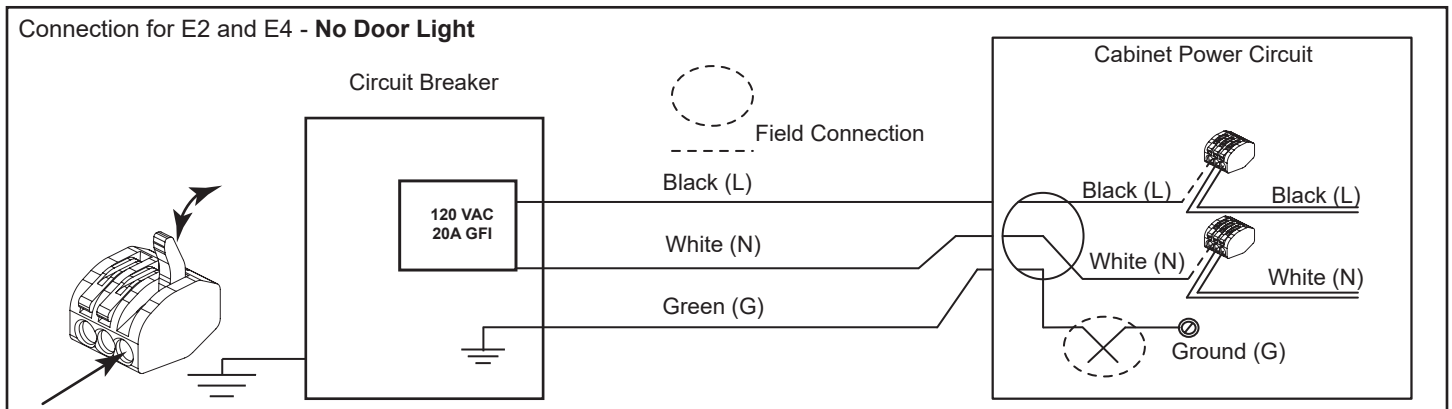 Connection for E2 and E4 - No Door Light
Circuit Breaker
Cabinet Power Circuit
Field Connection
120 VAC
20A GFI
Black (L)
Black (L)
Black (L)
White (N)
White (N)
White (N)
Green (G)
Ground (G)